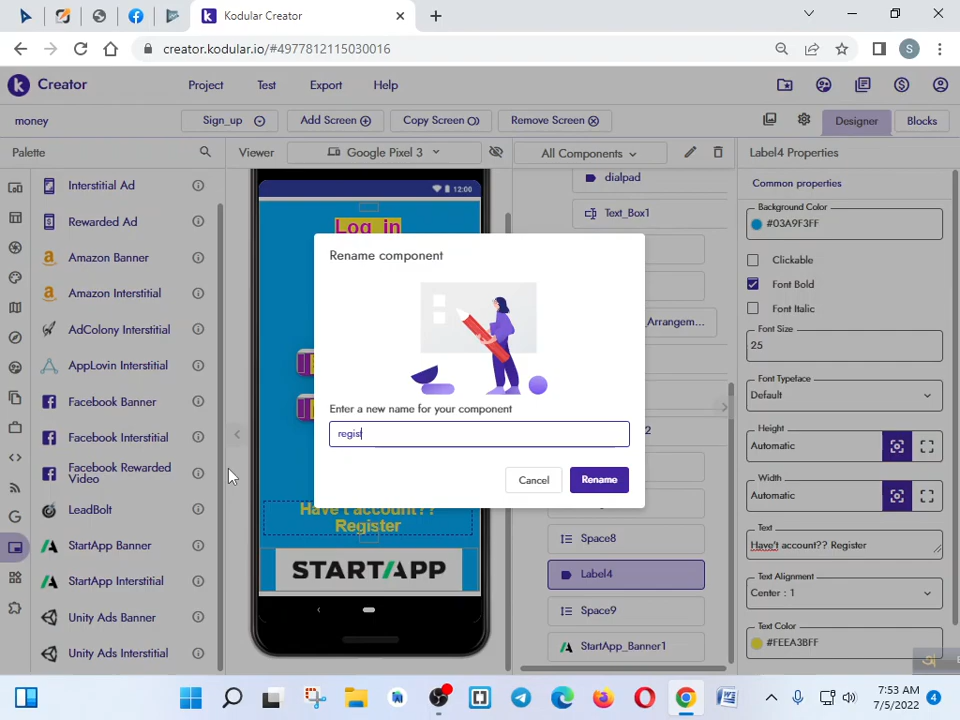 Kodular Creator
creator.kodular.io/#4977812115030016
S
Creator
Project
Test
Export
Help
money
Sign_up
Add Screen
Copy Screen
Remove Screen
Designer
Blocks
Palette
Viewer
Google Pixel 3
All Components
Label4 Properties
Interstitial Ad
Rewarded Ad
Amazon Banner
Amazon Interstitial
AdColony Interstitial
AppLovin Interstitial
Facebook Banner
Facebook Interstitial
Facebook Rewarded
Video
LeadBolt
StartApp Banner
StartApp Interstitial
Unity Ads Banner
Unity Ads Interstitial
12:00
Log in
Have't account??
Register
STARTAPP
Rename component
Enter a new name for your component
regist
Cancel
Rename
dialpad
Text_Box1
_Arrangem...
2
Space8
Label4
Space9
StartApp_Banner1
Common properties
Background Color
#03A9F3FF
Clickable
Font Bold
Font Italic
Font Size
25
Font Typeface
Default
Height
Automatic
Width
Automatic
Text
Have't account?? Register
Text Alignment
Center : 1
Text Color
#FEEA3BFF
7:53 AM
7/5/2022
4